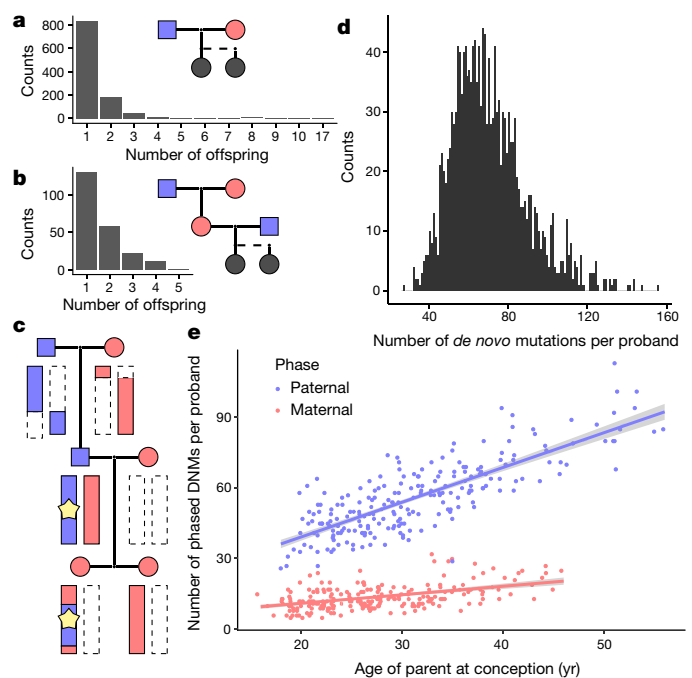 a
800
600
400
200
0
Counts
1 2 3 4 5 6 7 8 9 10 17
Number of offspring
b
100
50
0
Counts
1 2 3 4 5
Number of offspring
c
d
40
30
20
10
0
Counts
40 80 120 160
Number of de novo mutations per proband
e
Phase
Paternal
Maternal
90
60
30
0
Number of phased DNMs per proband
20 30 40 50
Age of parent at conception (yr)